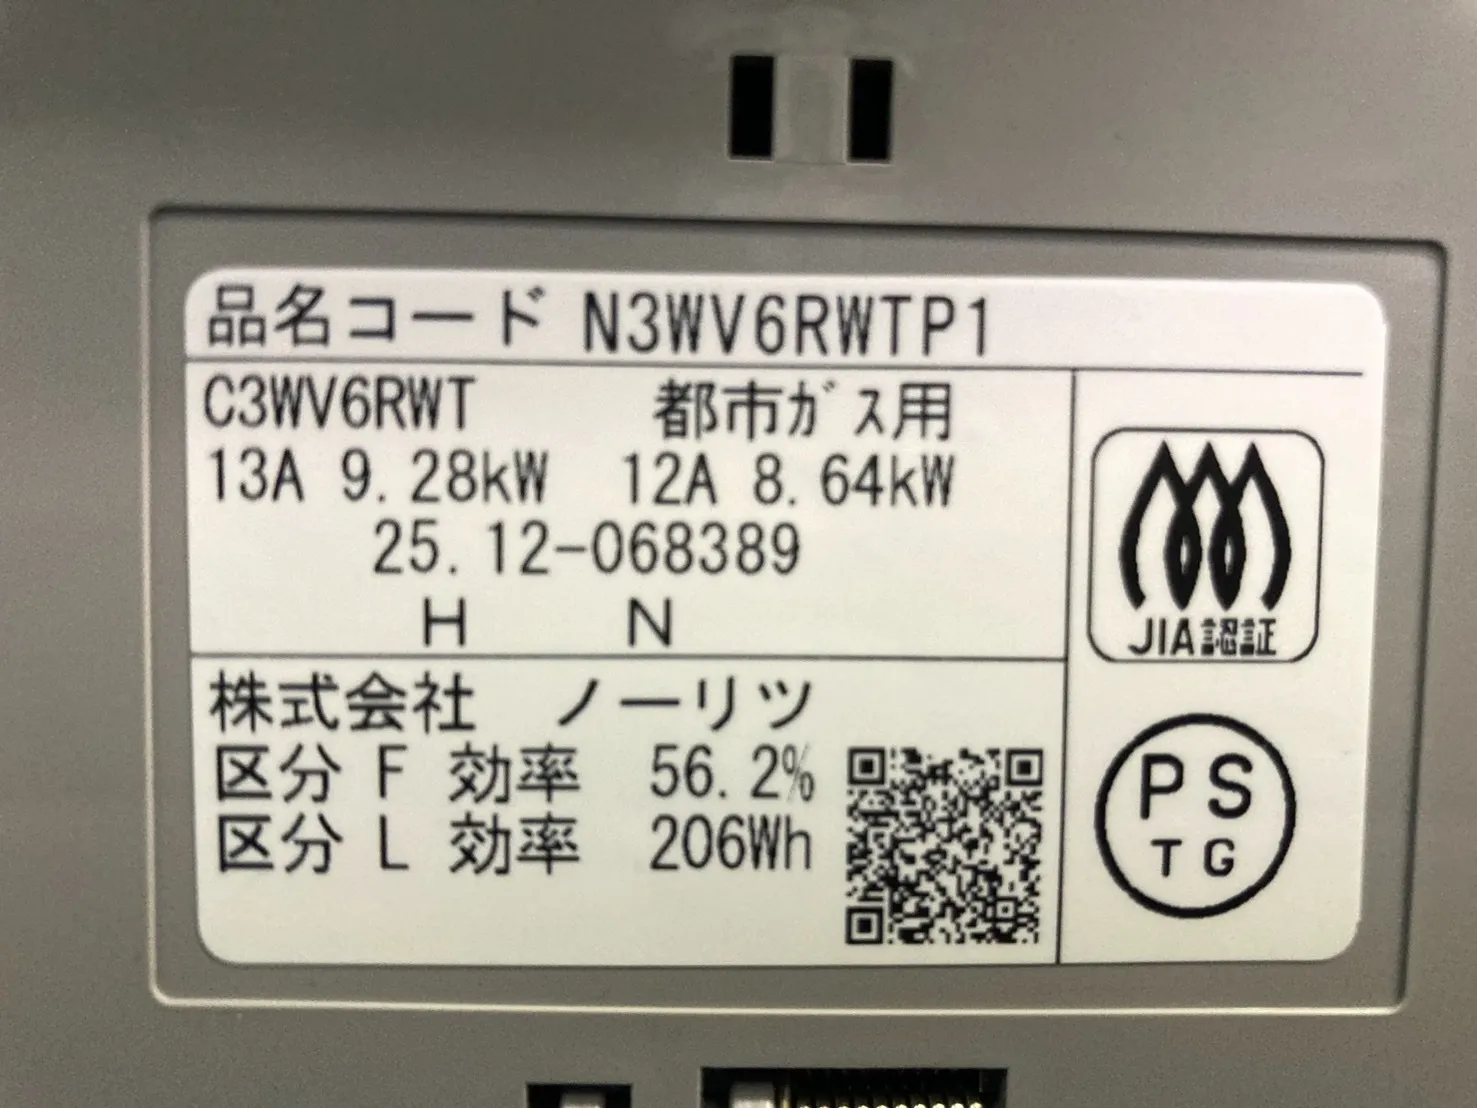 品名コード N3WV6RWTP1
C3WV6RWT 都市ガス用
13A 9.28kW 12A 8.64kW
25.12-068389
H N
JIA認証
株式会社 ノーリツ
区分 F 効率 56.2%
区分 L 効率 206Wh
PS
TG